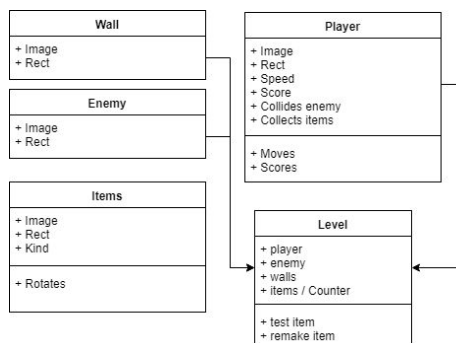 Wall
+ Image
+ Rect
Enemy
+ Image
+ Rect
Items
+ Image
+ Rect
+ Kind
+ Rotates
Player
+ Image
+ Rect
+ Speed
+ Score
+ Collides enemy
+ Collects items
+ Moves
+ Scores
Level
+ player
+ enemy
+ walls
+ items / Counter
+ test item
+ remake item